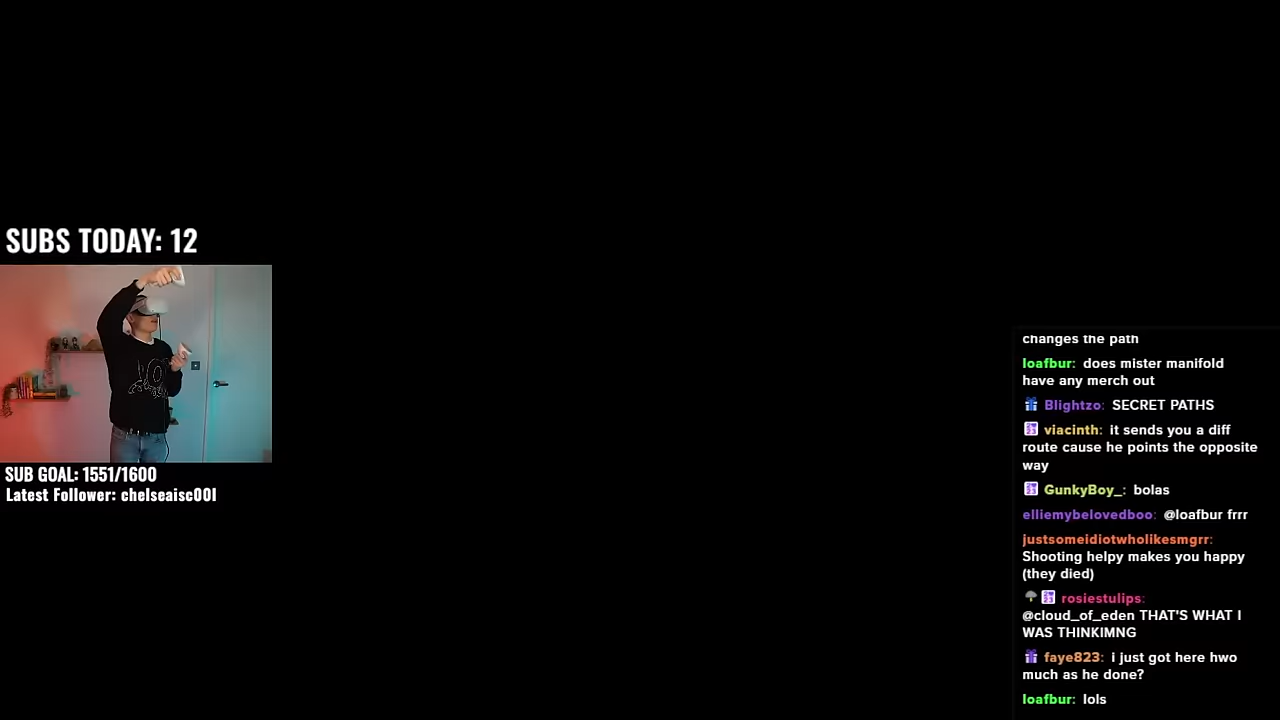 SUBS TODAY: 12
SUB GOAL: 1551/1600
Latest Follower: chelseaisc00l
changes the path
loafbur: does mister manifold
have any merch out
Blightzo: SECRET PATHS
viacinth: it sends you a diff
route cause he points the opposite
way
GunkyBoy_: bolas
elliemybelovedboo: @loafbur frrr
justsomeidiotwholikesmgrr:
Shooting helpy makes you happy
(they died)
rosiestulips:
@cloud_of_eden THAT'S WHAT I
WAS THINKIMNG
faye823: i just got here hwo
much as he done?
loafbur: lols